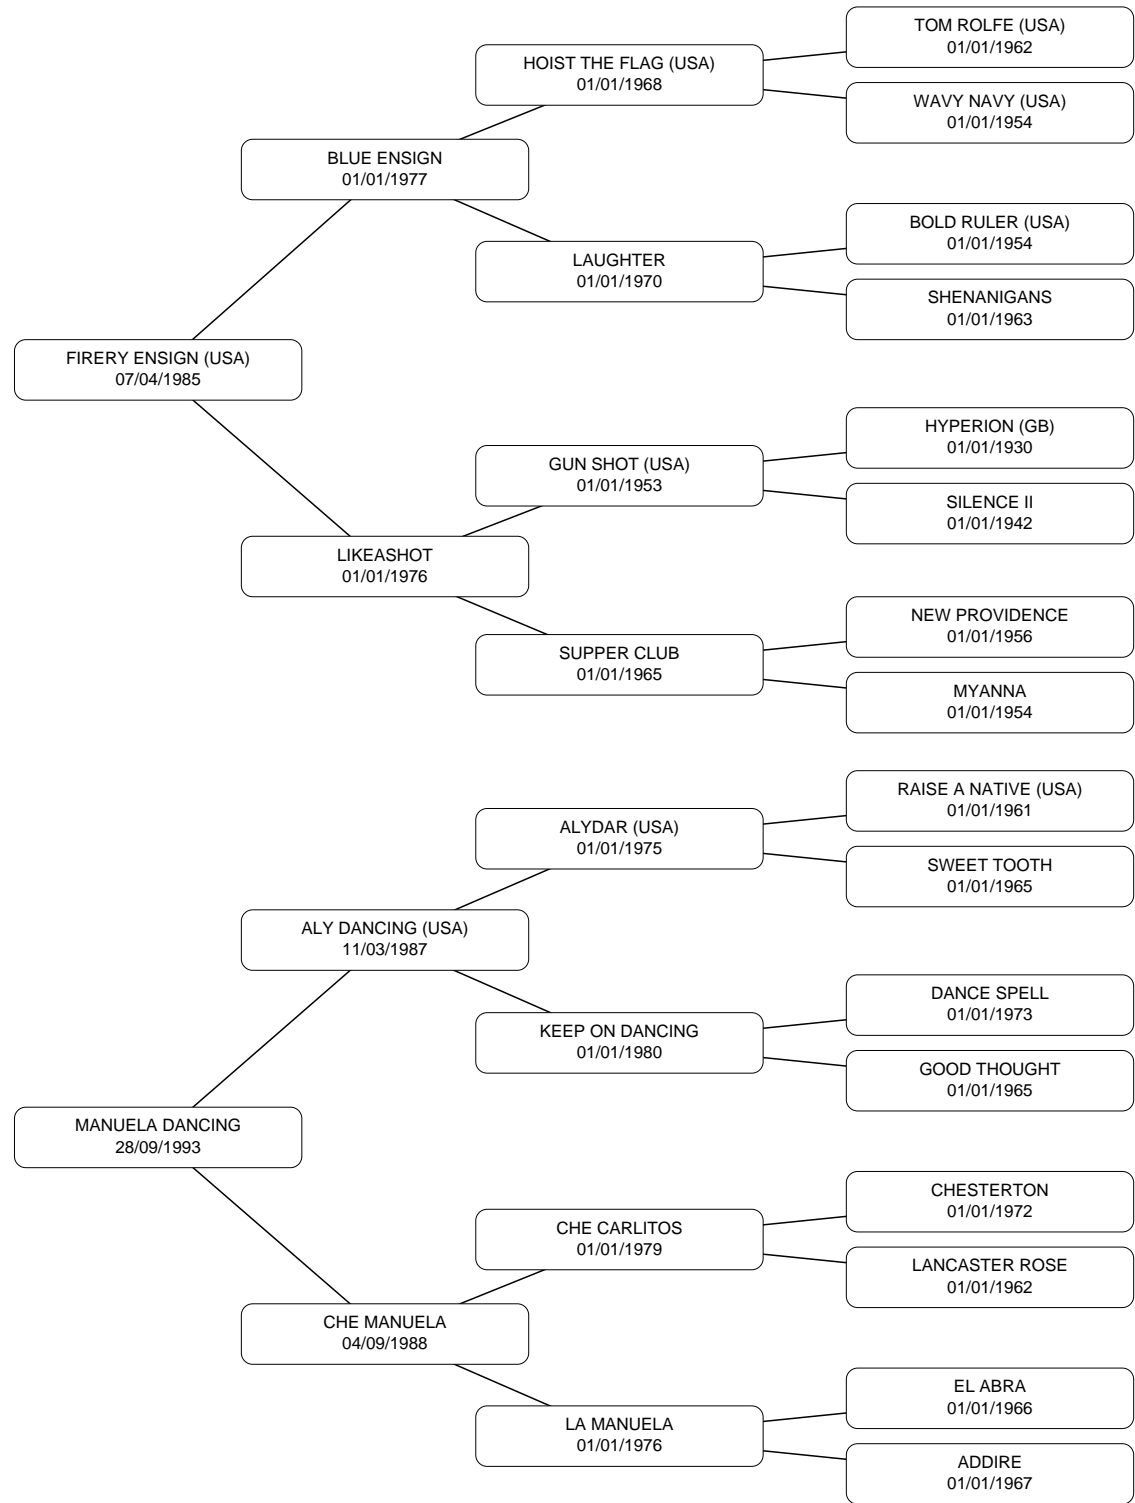 TOM ROLFE (USA)
01/01/1962
HOIST THE FLAG (USA)
01/01/1968
WAVY NAVY (USA)
01/01/1954
BLUE ENSIGN
01/01/1977
BOLD RULER (USA)
01/01/1954
LAUGHTER
01/01/1970
SHENANIGANS
01/01/1963
FIRERY ENSIGN (USA)
07/04/1985
HYPERION (GB)
01/01/1930
GUN SHOT (USA)
01/01/1953
SILENCE II
01/01/1942
LIKEASHOT
01/01/1976
NEW PROVIDENCE
01/01/1956
SUPPER CLUB
01/01/1965
MYANNA
01/01/1954
RAISE A NATIVE (USA)
01/01/1961
ALYDAR (USA)
01/01/1975
SWEET TOOTH
01/01/1965
ALY DANCING (USA)
11/03/1987
DANCE SPELL
01/01/1973
KEEP ON DANCING
01/01/1980
GOOD THOUGHT
01/01/1965
MANUELA DANCING
28/09/1993
CHESTERTON
01/01/1972
CHE CARLITOS
01/01/1979
LANCASTER ROSE
01/01/1962
CHE MANUELA
04/09/1988
EL ABRA
01/01/1966
LA MANUELA
01/01/1976
ADDIRE
01/01/1967